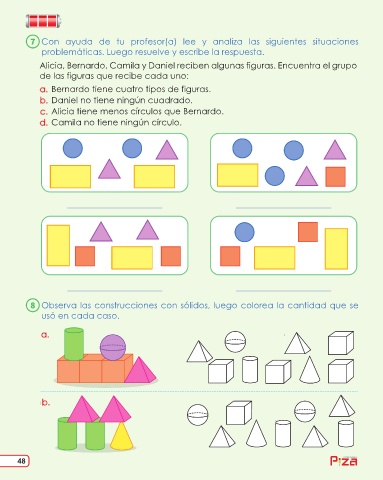 7 Con ayuda de tu profesor(a) lee y analiza las siguientes situaciones
problemáticas. Luego resuelve y escribe la respuesta.
Alicia, Bernardo, Camila y Daniel reciben algunas figuras. Encuentra el grupo
de las figuras que recibe cada uno:
a. Bernardo tiene cuatro tipos de figuras.
b. Daniel no tiene ningún cuadrado.
c. Alicia tiene menos círculos que Bernardo.
d. Camila no tiene ningún círculo.
8 Observa las construcciones con sólidos, luego colorea la cantidad que se
usó en cada caso.
a.
b.
48
Pizza